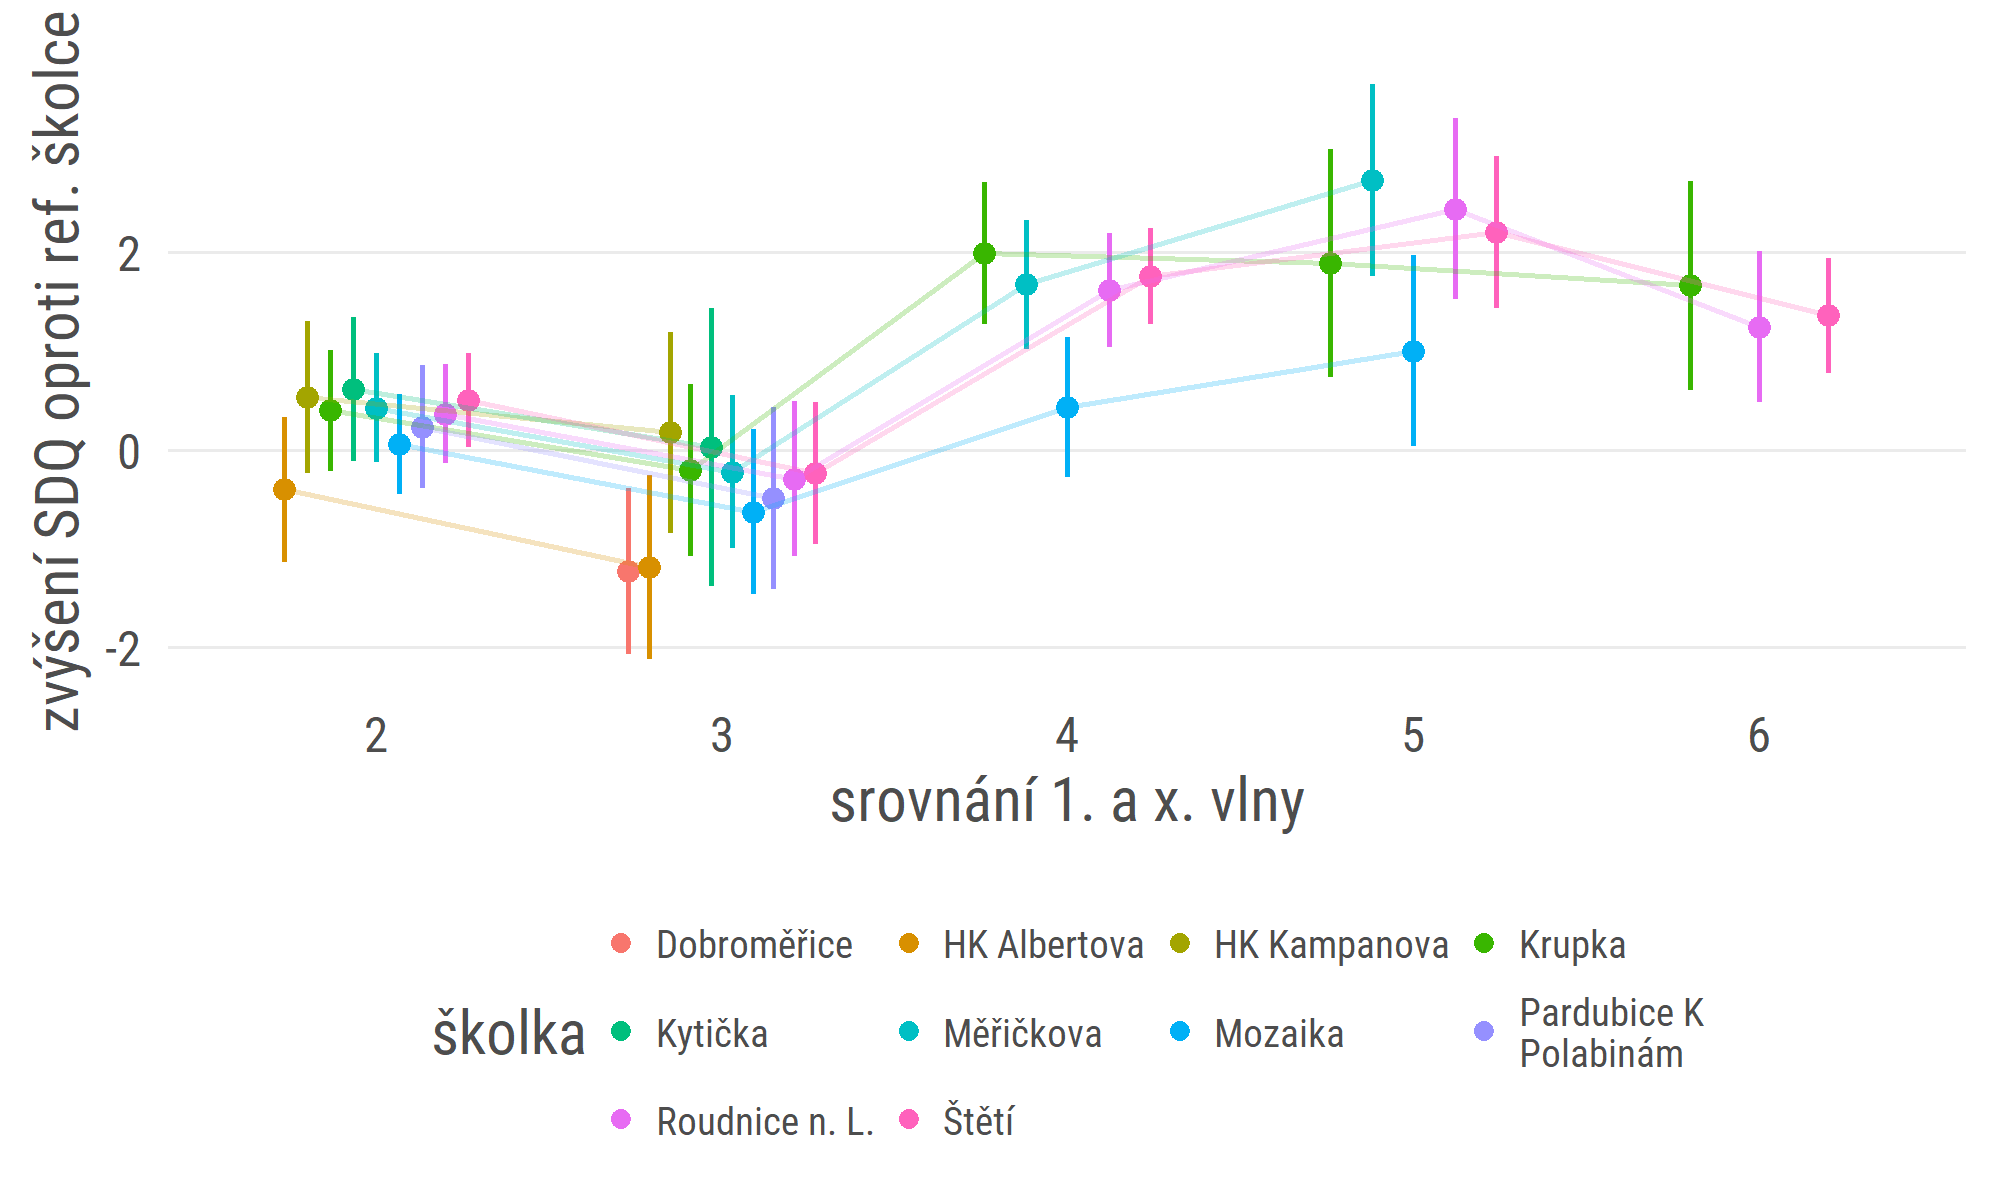 zvýšení SDQ oproti ref. školce
2
0
-2
2
3
4
5
6
srovnání 1. a x. vlny
školka
Dobroměřice
HK Albertova
HK Kampanova
Krupka
Kytička
Měřičkova
Mozaika
Pardubice K
Polabinám
Roudnice n. L.
Štětí